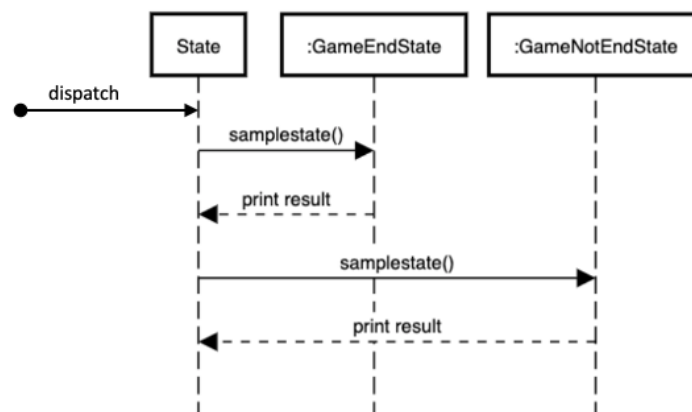 State
:GameEndState
:GameNotEndState
dispatch
samplestate()
print result
samplestate()
print result